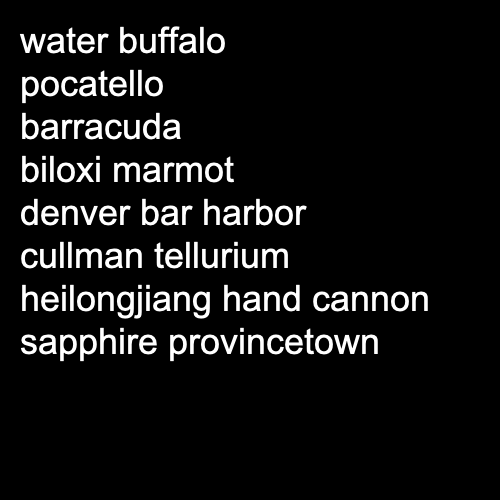 water buffalo
pocatello
barracuda
biloxi marmot
denver bar harbor
cullman tellurium
heilongjiang hand cannon
sapphire provincetown